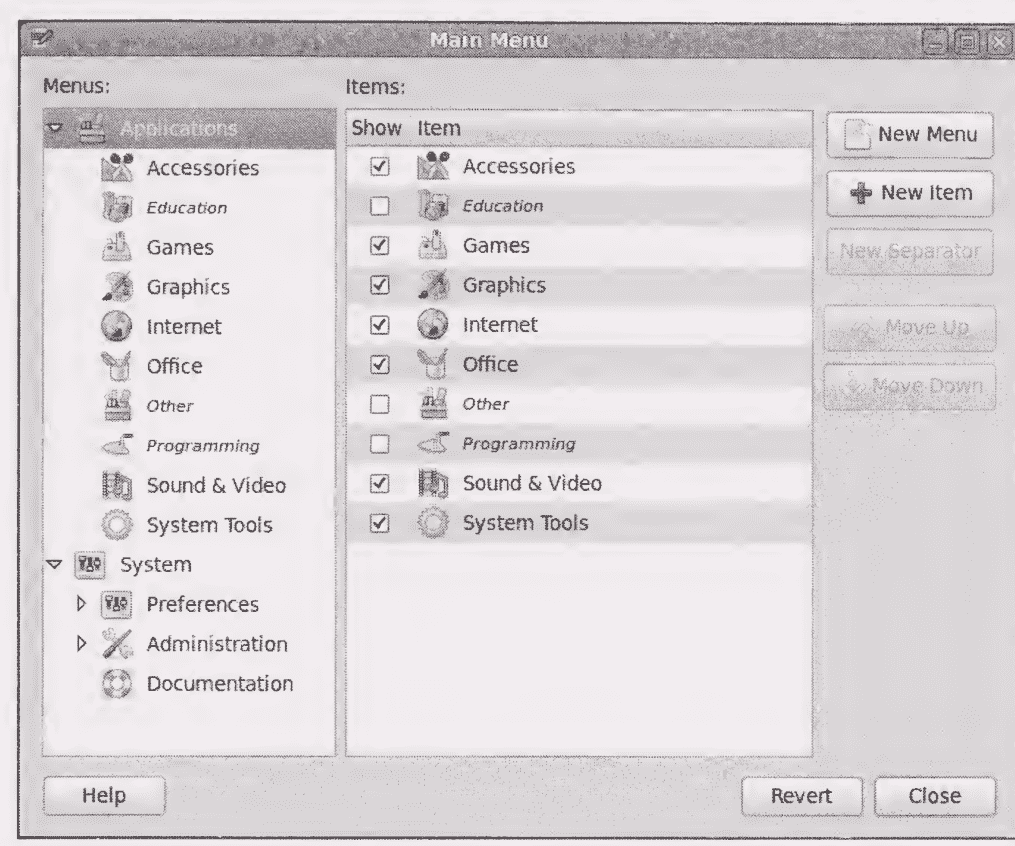 Main Menu
Menus:
Items:
Applications
Accessories
Education
Games
Graphics
Internet
Office
Other
Programming
Sound & Video
System Tools
System
Preferences
Administration
Documentation
Show Item
Accessories
Education
Games
Graphics
Internet
Office
Other
Programming
Sound & Video
System Tools
New Menu
New Item
New Separator
Move Up
Move Down
Help
Revert
Close